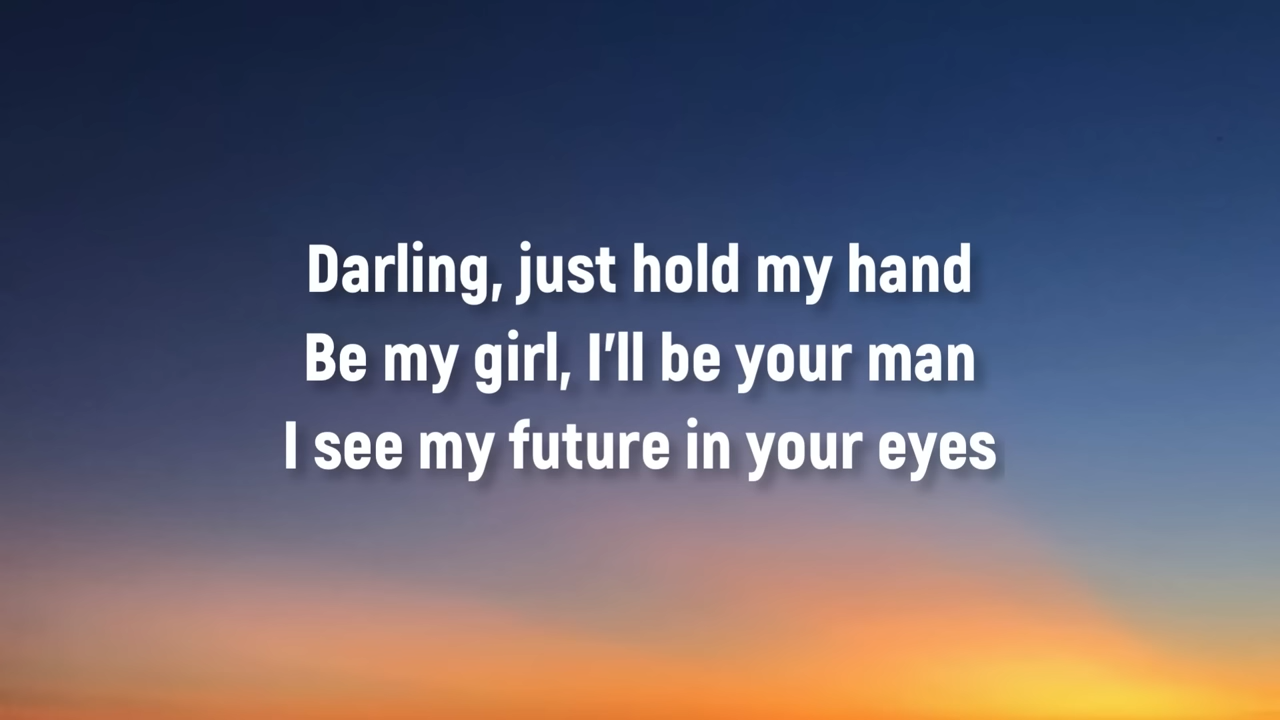 Darling, just hold my hand
Be my girl, I’ll be your man
I see my future in your eyes